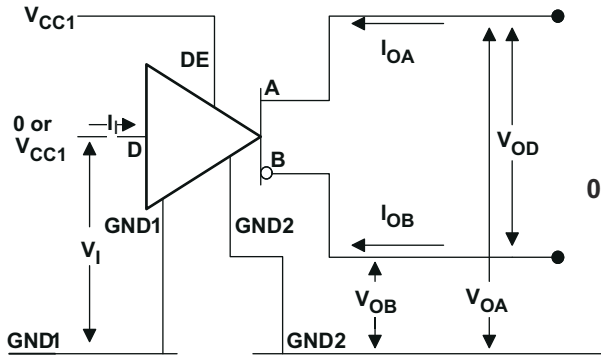 VCC1
DE
IOA
A
0 or
VCC1
II
D
VOD
B
0
GND1
GND2
IOB
VI
VOB
VOA
GND1
GND2